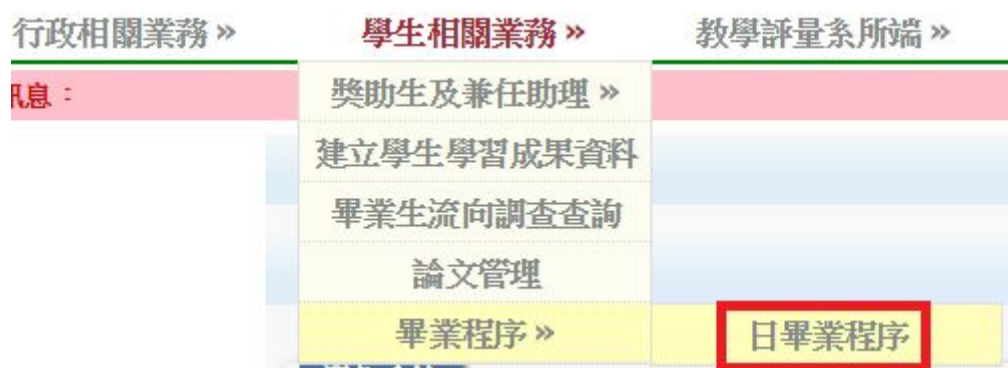 行政相關業務 »
學生相關業務 »
教學評量系所端 »
訊息：
獎助生及兼任助理 »
建立學生學習成果資料
畢業生流向調查查詢
論文管理
畢業程序 »
日畢業程序